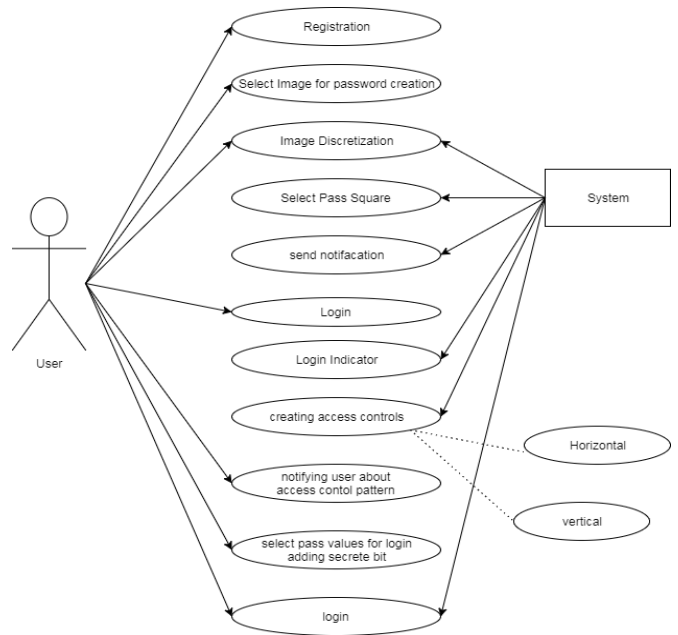 Registration
Select Image for password creation
Image Discretization
Select Pass Square
System
send notifacation
Login
User
Login Indicator
creating access controls
Horizontal
notifying user about
access contol pattern
vertical
select pass values for login
adding secrete bit
login